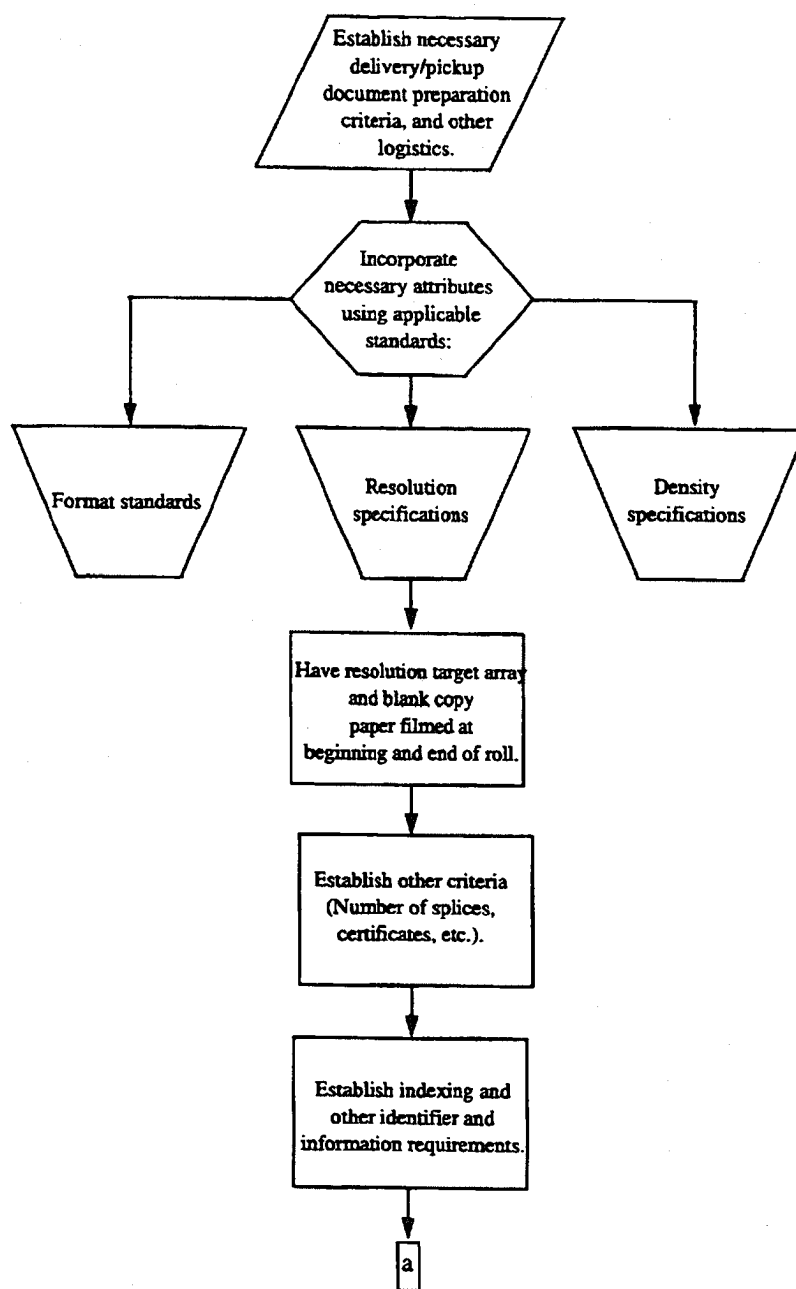 Establish necessary
delivery/pickup
document preparation
criteria, and other
logistics.
Incorporate
necessary attributes
using applicable
standards:
Format standards
Resolution
specifications
Density
specifications
Have resolution target array
and blank copy
paper filmed at
beginning and end of roll.
Establish other criteria
(Number of splices,
certificates, etc.).
Establish indexing and
other identifier and
information requirements.
a